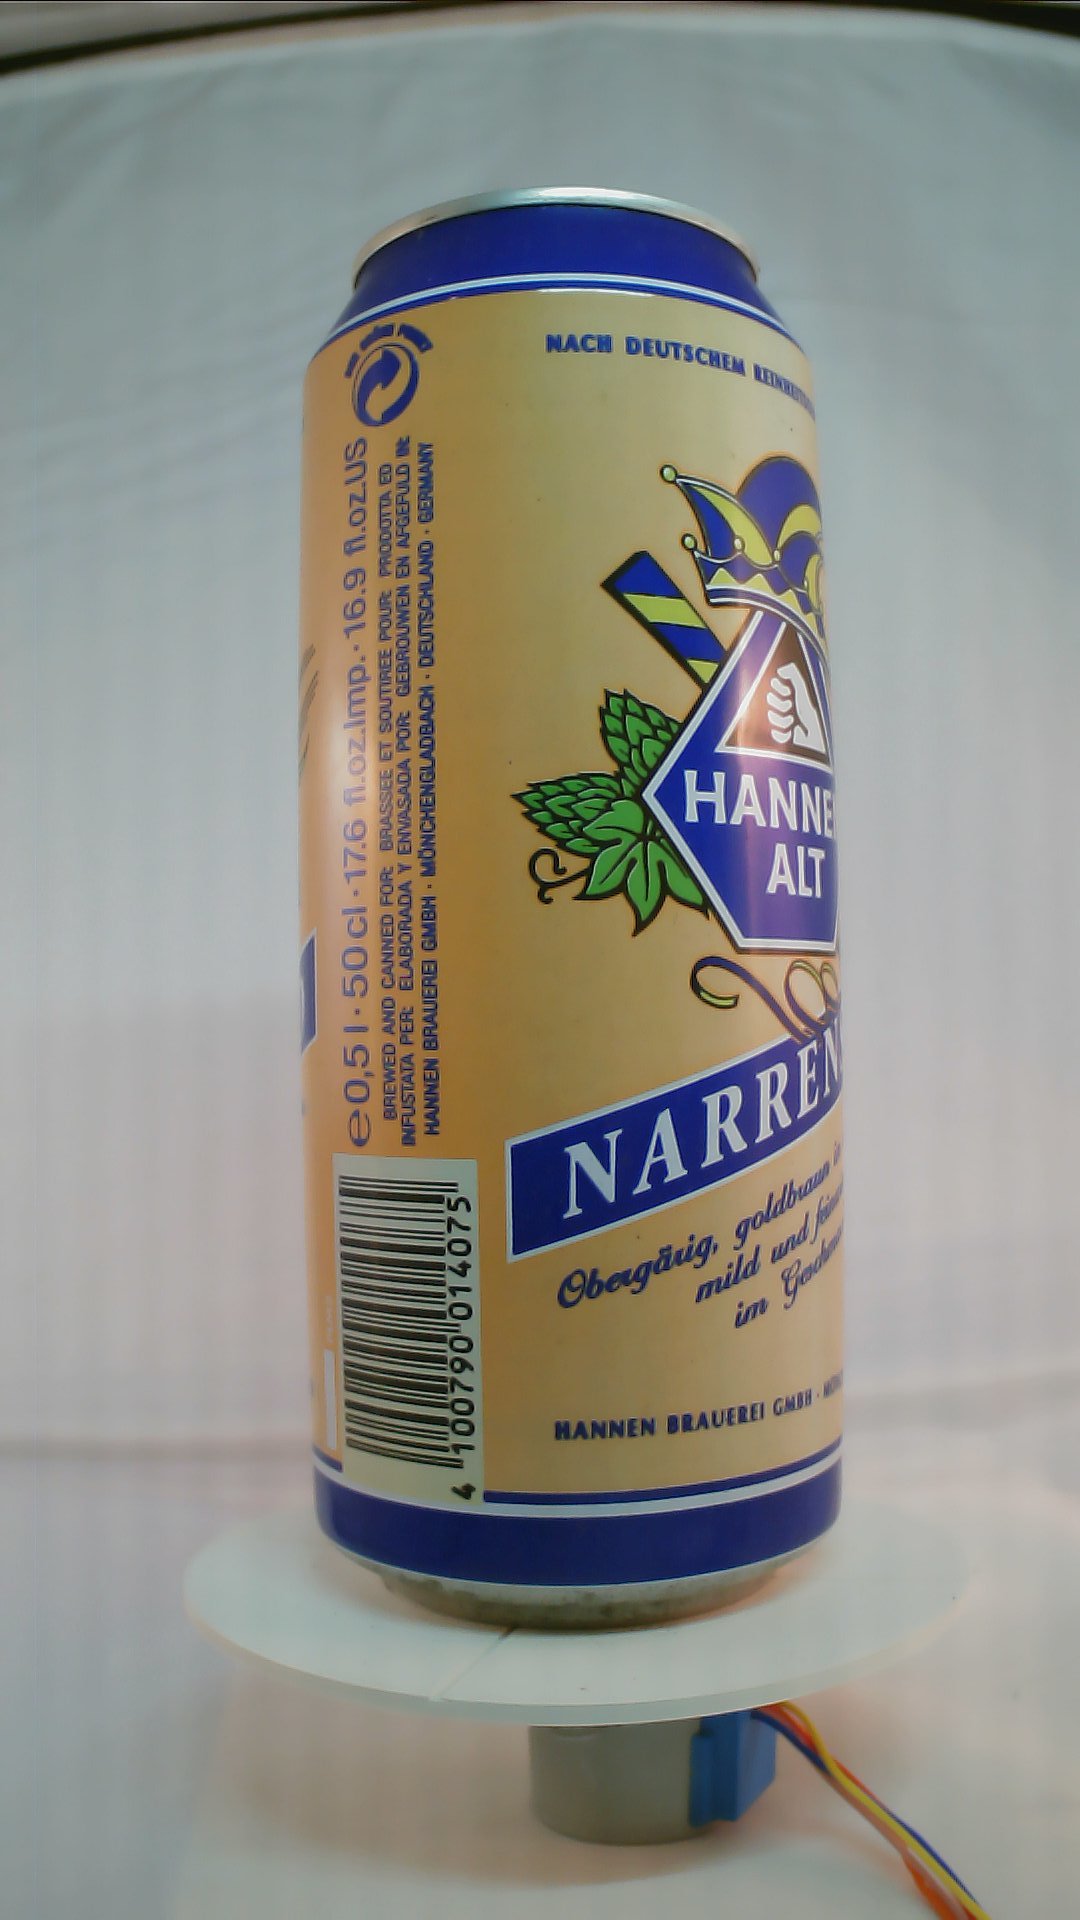 NACH DEUTSCHEM
HANNE
ALT
NARREN
Obergärig, goldbraun
mild und
im
HANNEN BRAUEREI GMBH ·
e 0,5 l · 50 cl · 17.6 fl.oz.Imp. · 16.9 fl.oz.US
BREWED AND CANNED FOR: BRASSEE ET SOUTIREE POUR: PRODOTTA ED
INFUSTATA PER: ELABORADA Y ENVASADA POR: GEBROUWEN EN AFGEFULD IN:
HANNEN BRAUEREI GMBH · MÖNCHENGLADBACH · DEUTSCHLAND · GERMANY
4 100790 014075